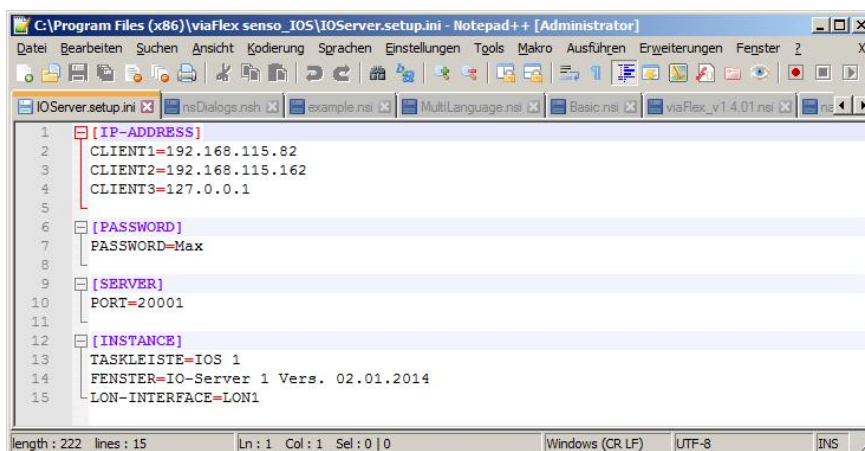 C:\Program Files (x86)\viaFlex senso_IOS\IOServer.setup.ini - Notepad++ [Administrator]
Datei Bearbeiten Suchen Ansicht Kodierung Sprachen Einstellungen Tools Makro Ausführen Erweiterungen Fenster ? X
IOServer.setup.ini nsDialogs.nsh example.nsi MultiLanguage.nsi Basic.nsi viaFlex_v1.4.01.nsi na
1 [IP-ADDRESS]
2 CLIENT1=192.168.115.82
3 CLIENT2=192.168.115.162
4 CLIENT3=127.0.0.1
5
6 [PASSWORD]
7 PASSWORD=Max
8
9 [SERVER]
10 PORT=20001
11
12 [INSTANCE]
13 TASKLEISTE=IOS 1
14 FENSTER=IO-Server 1 Vers. 02.01.2014
15 LON-INTERFACE=LON1
length : 222 lines : 15 Ln : 1 Col : 1 Sel : 0 | 0 Windows (CR LF) UTF-8 INS